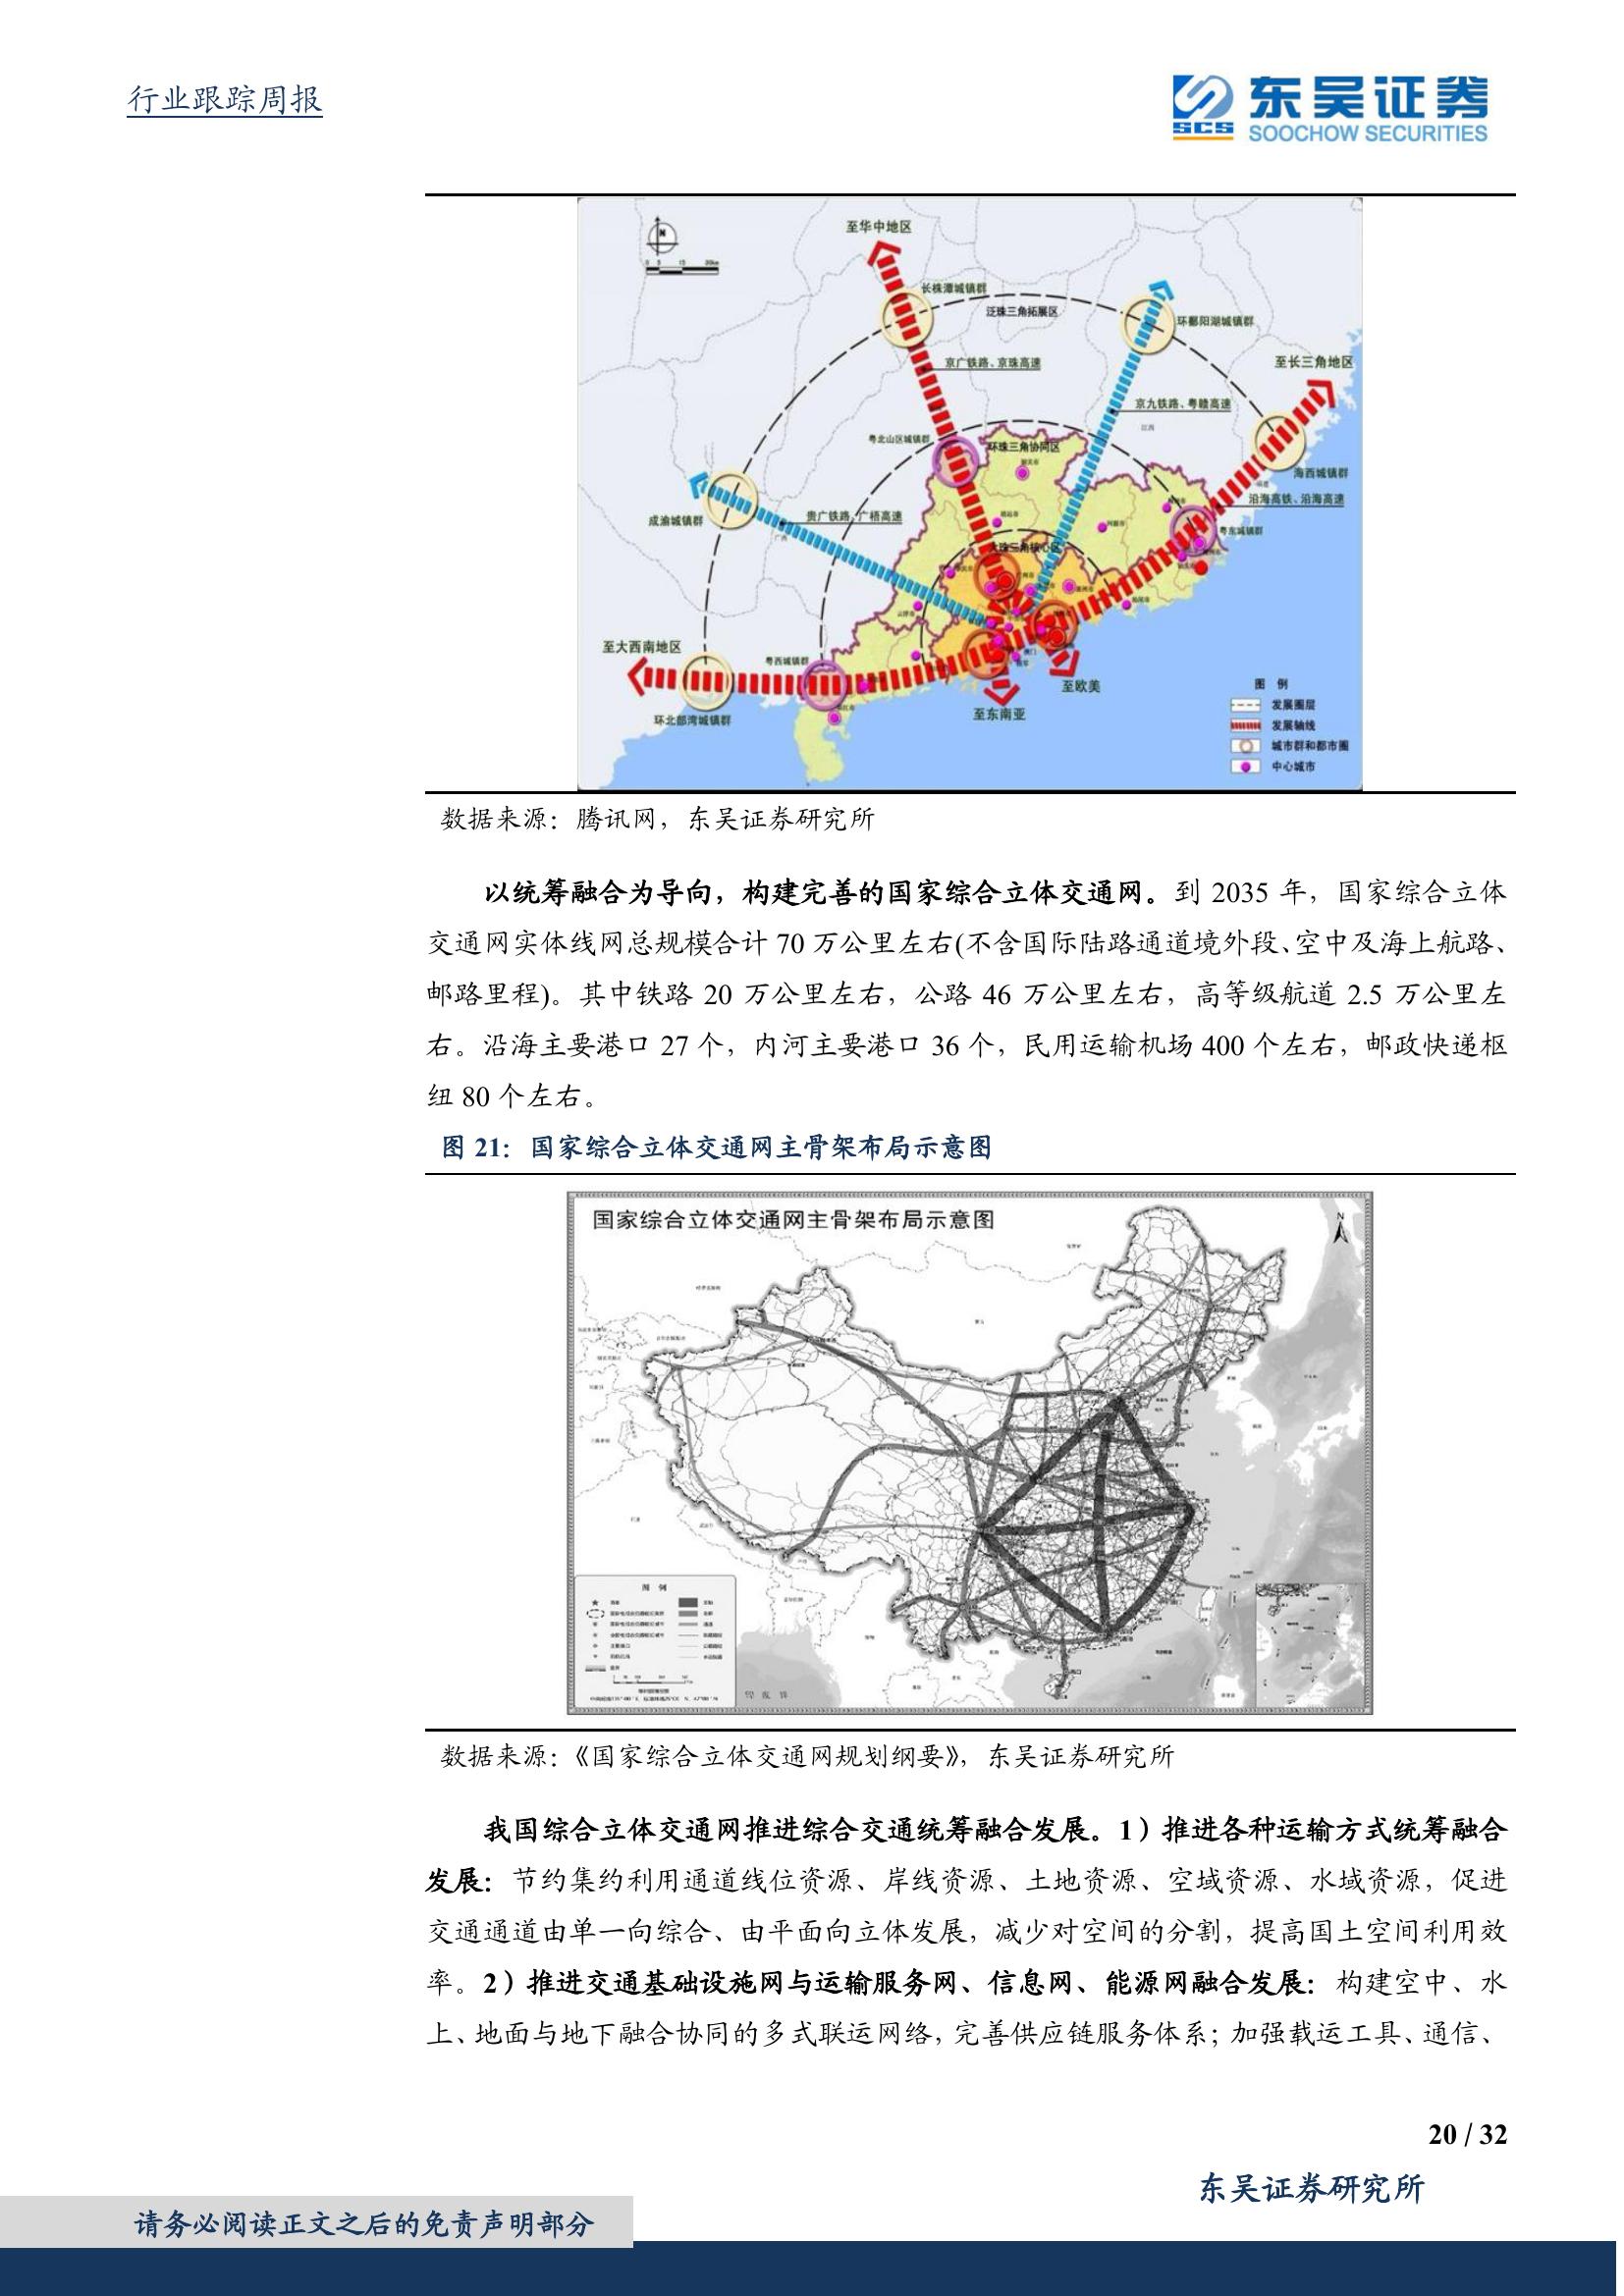 行业跟踪周报
东吴证券
SCS
SOOCHOW SECURITIES
N
至华中地区
长株潭城镇群
泛珠三角拓展区
环鄱阳湖城镇群
至长三角地区
京广铁路、京珠高速
京九铁路、粤赣高速
江西
粤北山区城镇群
环珠三角协同区
海西城镇群
沿海高铁、沿海高速
成渝城镇群
贵广铁路、广梧高速
广西
粤东城镇群
大珠三角核心区
至大西南地区
粤西城镇群
至欧美
环北部湾城镇群
至东南亚
图 例
发展圈层
发展轴线
城市群和都市圈
中心城市
数据来源：腾讯网，东吴证券研究所
以统筹融合为导向，构建完善的国家综合立体交通网。到 2035 年，国家综合立体
交通网实体线网总规模合计 70 万公里左右(不含国际陆路通道境外段、空中及海上航路、
邮路里程)。其中铁路 20 万公里左右，公路 46 万公里左右，高等级航道 2.5 万公里左
右。沿海主要港口 27 个，内河主要港口 36 个，民用运输机场 400 个左右，邮政快递枢
纽 80 个左右。
图 21：国家综合立体交通网主骨架布局示意图
国家综合立体交通网主骨架布局示意图
N
图 例
数据来源：《国家综合立体交通网规划纲要》，东吴证券研究所
我国综合立体交通网推进综合交通统筹融合发展。1）推进各种运输方式统筹融合
发展：节约集约利用通道线位资源、岸线资源、土地资源、空域资源、水域资源，促进
交通通道由单一向综合、由平面向立体发展，减少对空间的分割，提高国土空间利用效
率。2）推进交通基础设施网与运输服务网、信息网、能源网融合发展：构建空中、水
上、地面与地下融合协同的多式联运网络，完善供应链服务体系；加强载运工具、通信、
20 / 32
东吴证券研究所
请务必阅读正文之后的免责声明部分